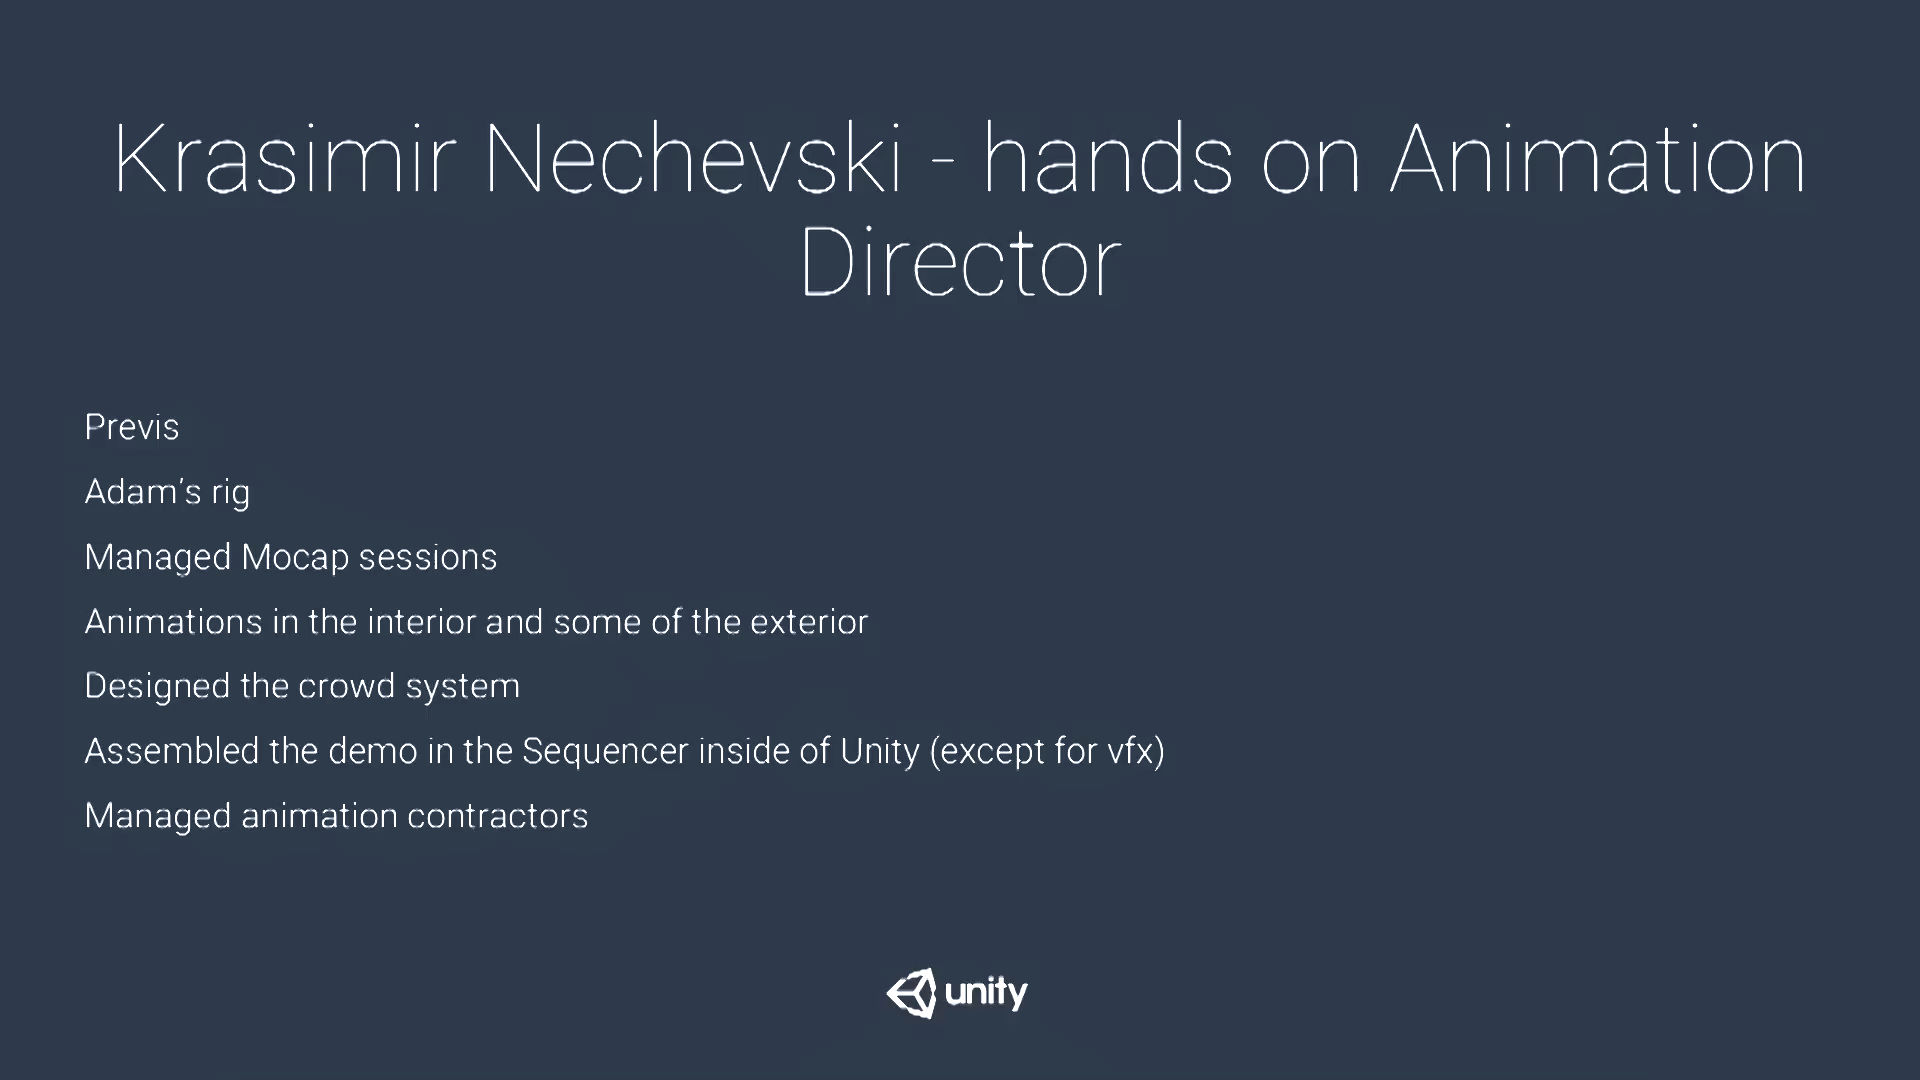 Krasimir Nechevski - hands on Animation
Director
Previs
Adam's rig
Managed Mocap sessions
Animations in the interior and some of the exterior
Designed the crowd system
Assembled the demo in the Sequencer inside of Unity (except for vfx)
Managed animation contractors
unity